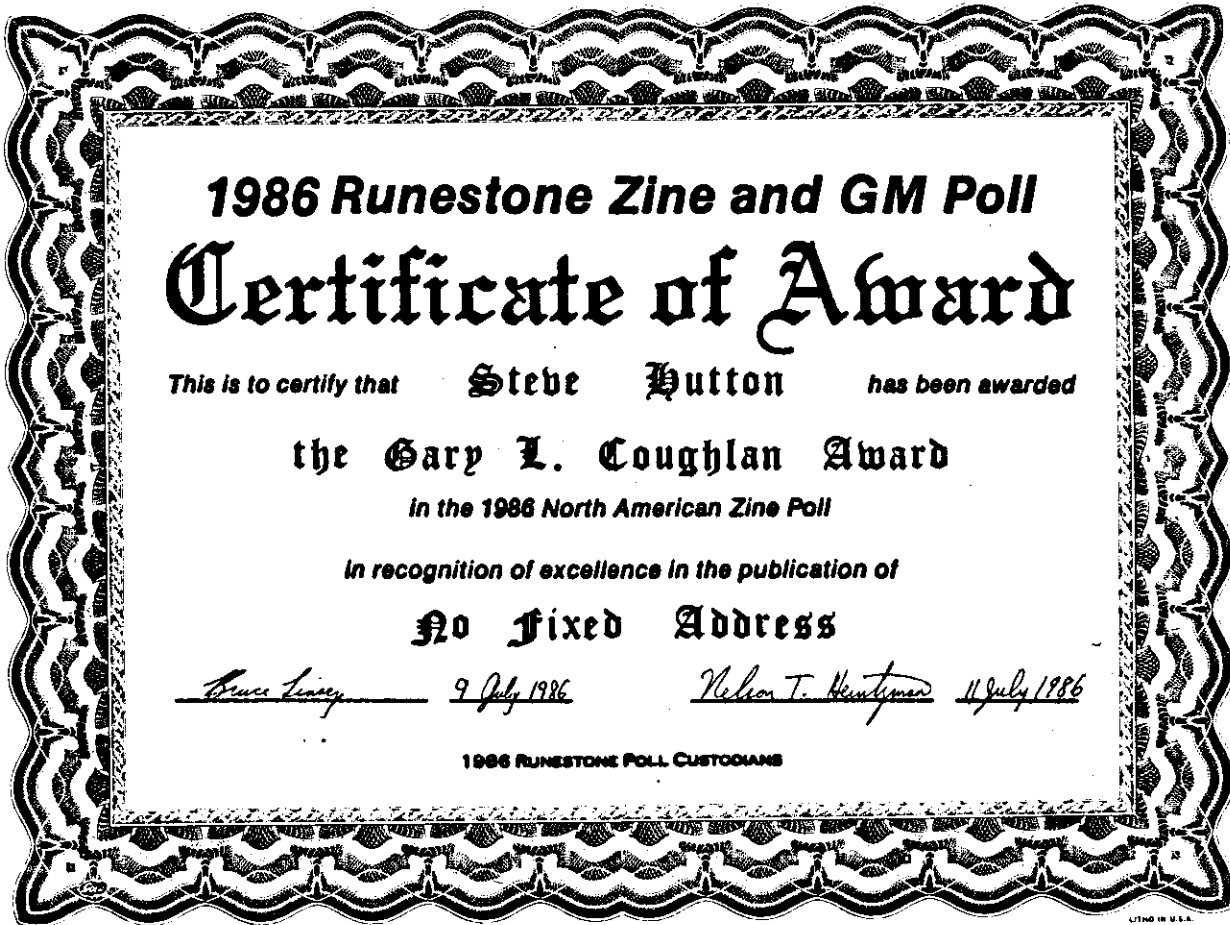 1986 Runestone Zine and GM Poll
Certificate of Award
This is to certify that Steve Hutton has been awarded
the Gary L. Coughlan Award
in the 1986 North American Zine Poll
in recognition of excellence in the publication of
No Fixed Address
Bruce Linsey 9 July 1986 Nelson T. Heintzman 11 July 1986
1986 RUNESTONE POLL CUSTODIANS
LITHO IN U.S.A.